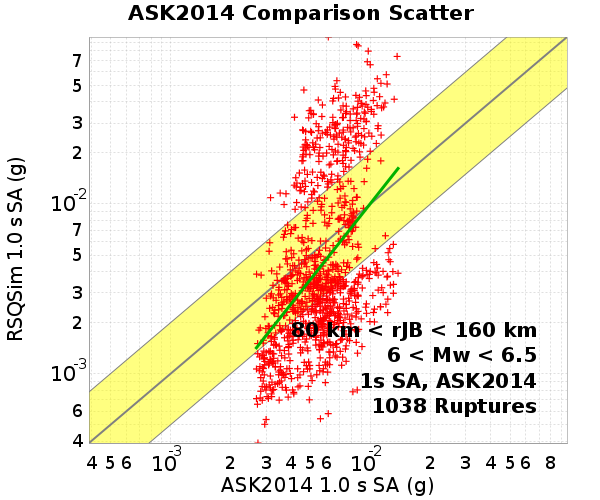 ASK2014 Comparison Scatter
RSQSim 1.0 s SA (g)
7
5
3
2
10⁻²
7
5
3
2
10⁻³
6
4
80 km < rJB < 160 km
6 < Mw < 6.5
1s SA, ASK2014
1038 Ruptures
4 5 6 10⁻³ 2 3 4 5 6 10⁻² 2 3 4 5 6 8
ASK2014 1.0 s SA (g)